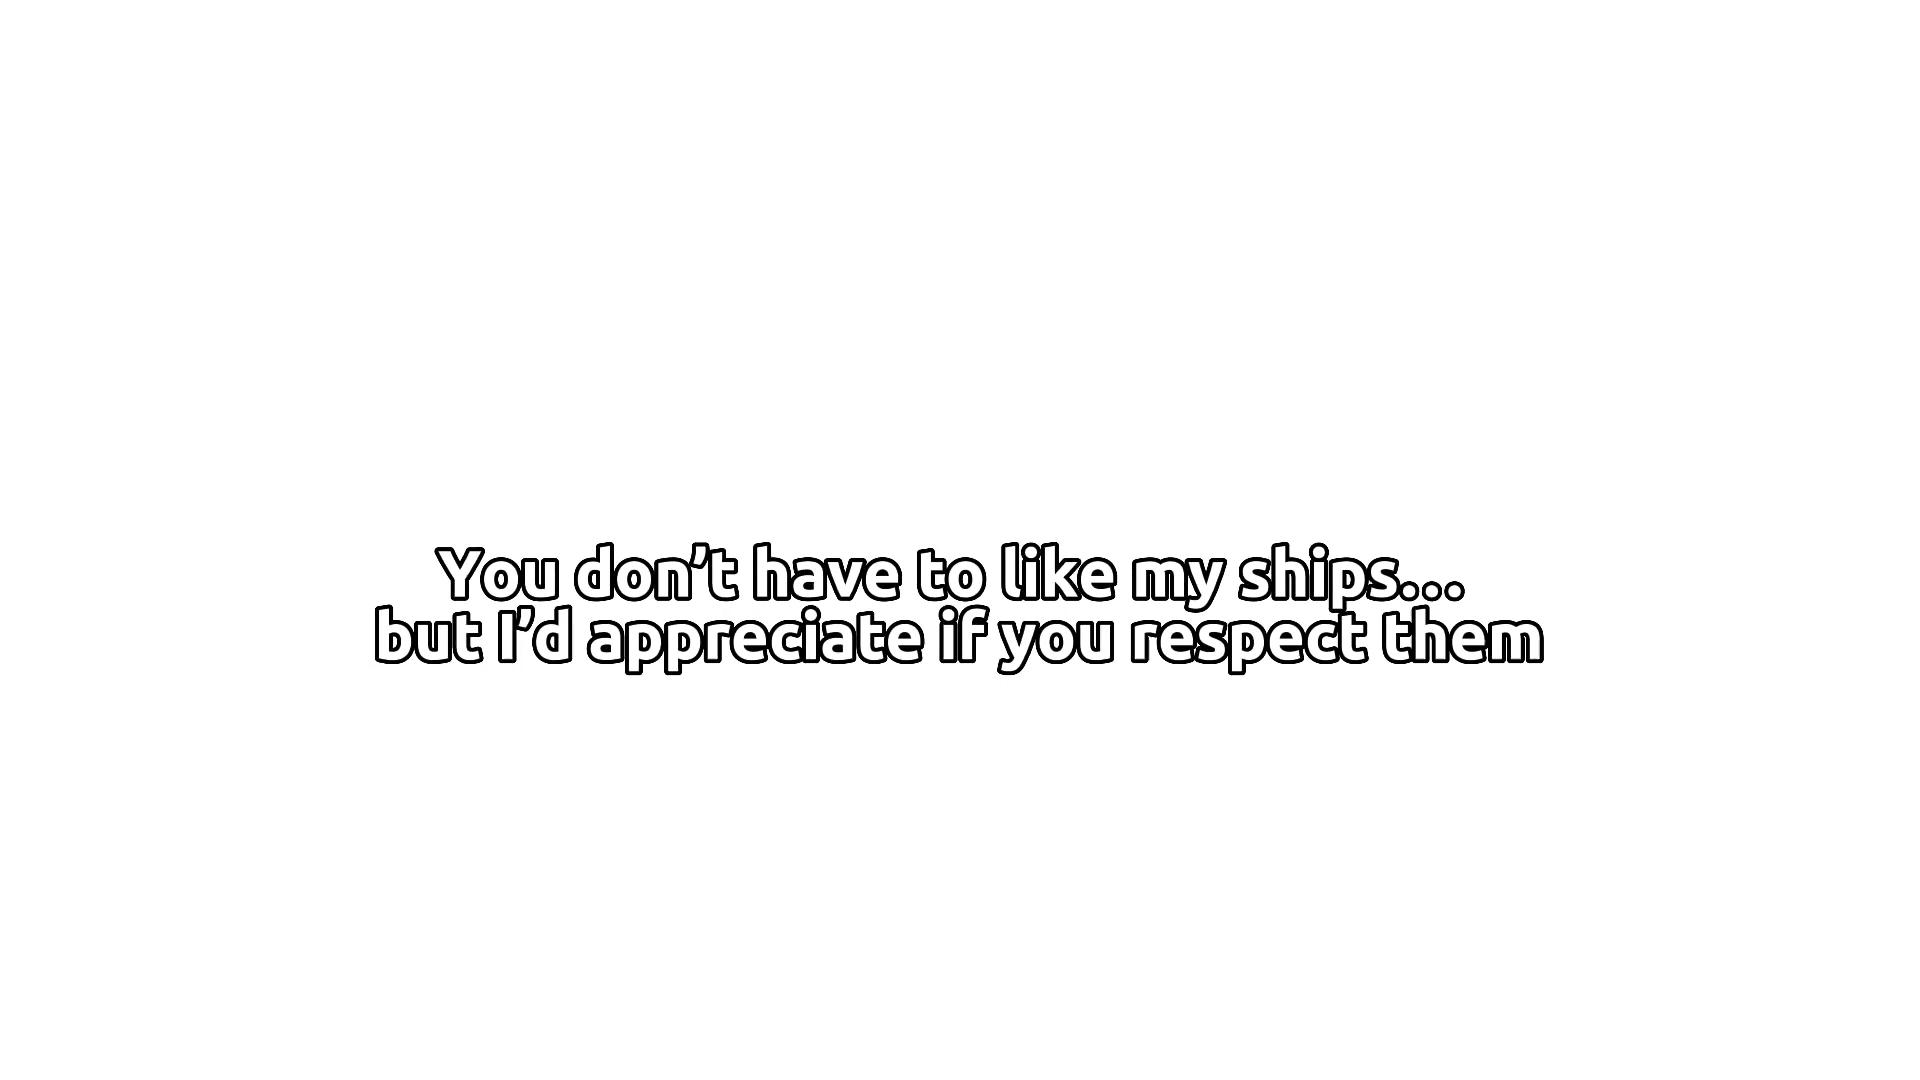 You don’t have to like my ships...
but I’d appreciate if you respect them